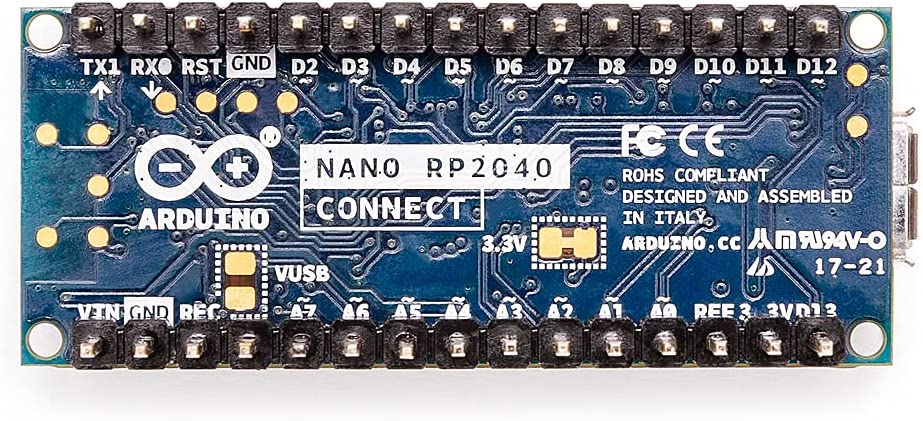 TX1 RX0 RST GND D2 D3 D4 D5 D6 D7 D8 D9 D10 D11 D12
ARDUINO
NANO RP2040
CONNECT
FC CE
ROHS COMPLIANT
DESIGNED AND ASSEMBLED
IN ITALY
ARDUINO.CC
94V-0
17-21
3.3V
VUSB
VIN GND REC A7 A6 A5 A4 A3 A2 A1 A0 REF 3.3V D13